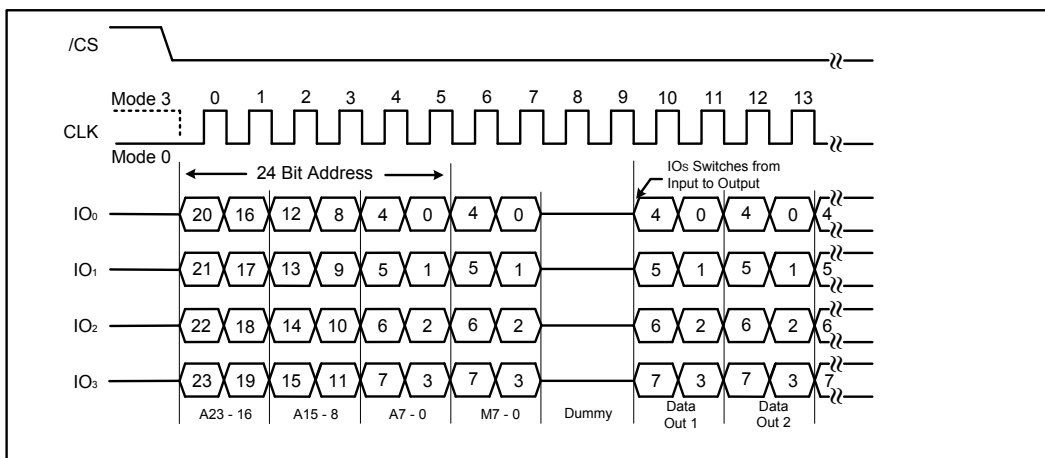 /CS
Mode 3 0 1 2 3 4 5 6 7 8 9 10 11 12 13
CLK
Mode 0
24 Bit Address
IOs Switches from
Input to Output
IO₀ 20 16 12 8 4 0 4 0 4 0 4 0 4
IO₁ 21 17 13 9 5 1 5 1 5 1 5 1 5
IO₂ 22 18 14 10 6 2 6 2 6 2 6 2 6
IO₃ 23 19 15 11 7 3 7 3 7 3 7 3 7
A23 - 16 A15 - 8 A7 - 0 M7 - 0 Dummy Data Out 1 Data Out 2